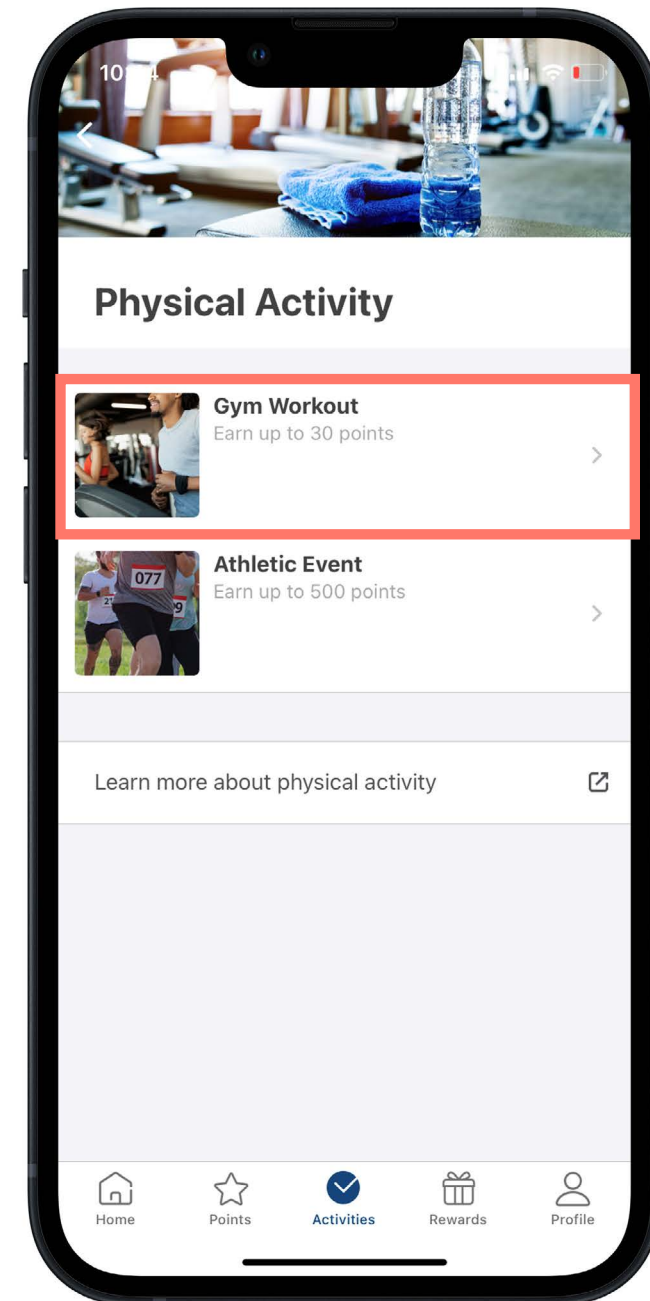 Physical Activity
Gym Workout
Earn up to 30 points
Athletic Event
077
Earn up to 500 points
Learn more about physical activity
Home
Points
Activities
Rewards
Profile